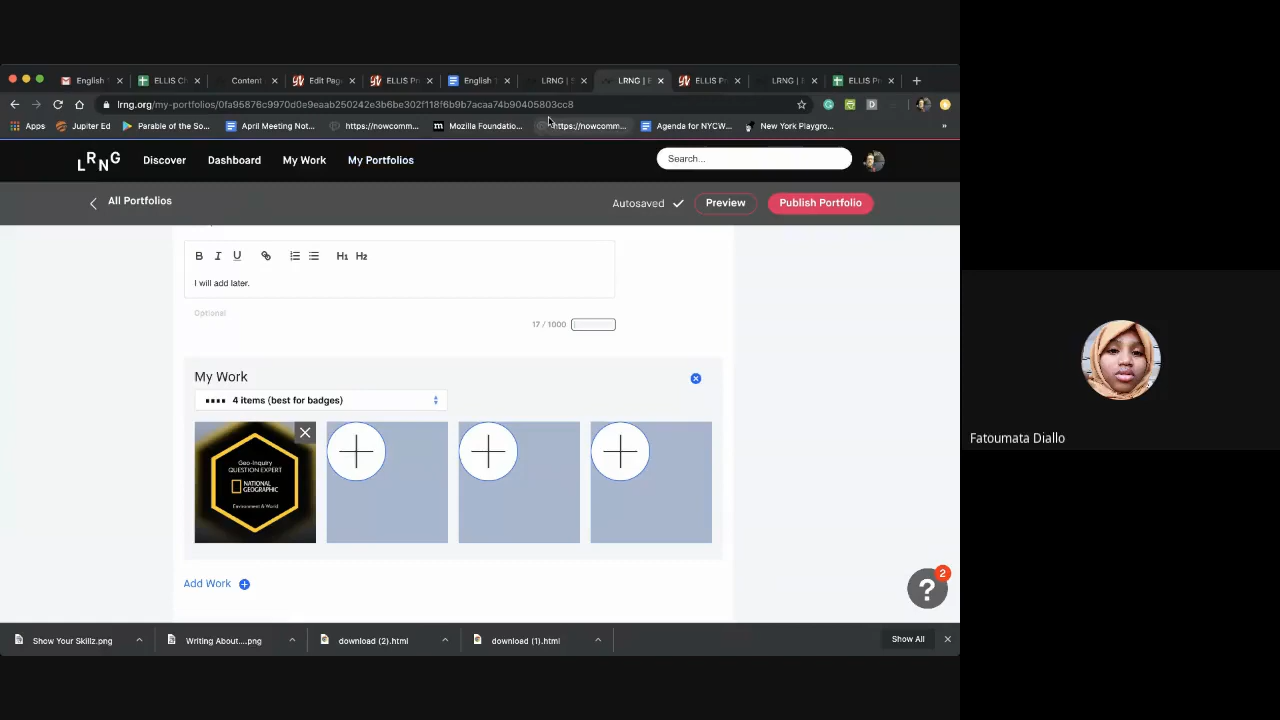 English
ELLIS Ch
Content
Edit Page
ELLIS Pr
English 1
LRNG | S
LRNG | E
ELLIS Pr
LRNG |
ELLIS Pr
lrng.org/my-portfolios/0fa95876c9970d0e9eaab250242e3b6be302f118f6b9b7acaa74b90405803cc8
Apps
Jupiter Ed
Parable of the So...
April Meeting Not...
https://nowcomm...
Mozilla Foundatio...
https://nowcomm...
Agenda for NYCW...
New York Playgro...
»
LRNG
Discover
Dashboard
My Work
My Portfolios
Search...
All Portfolios
Autosaved
Preview
Publish Portfolio
B I U H1 H2
I will add later.
Optional
17 / 1000
My Work
4 items (best for badges)
Geo-Inquiry
QUESTION EXPERT
NATIONAL
GEOGRAPHIC
Environment & World
Add Work
?
2
Show Your Skillz.png
Writing About....png
download (2).html
download (1).html
Show All
Fatoumata Diallo